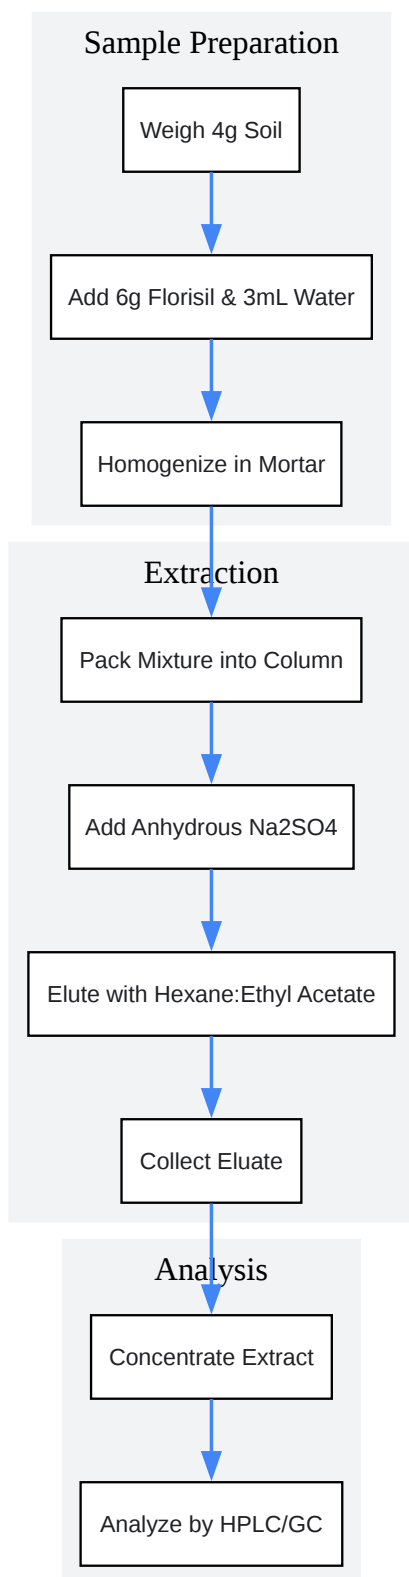 Sample Preparation
Weigh 4g Soil
Add 6g Florisil & 3mL Water
Homogenize in Mortar
Extraction
Pack Mixture into Column
Add Anhydrous Na2SO4
Elute with Hexane:Ethyl Acetate
Collect Eluate
Analysis
Concentrate Extract
Analyze by HPLC/GC